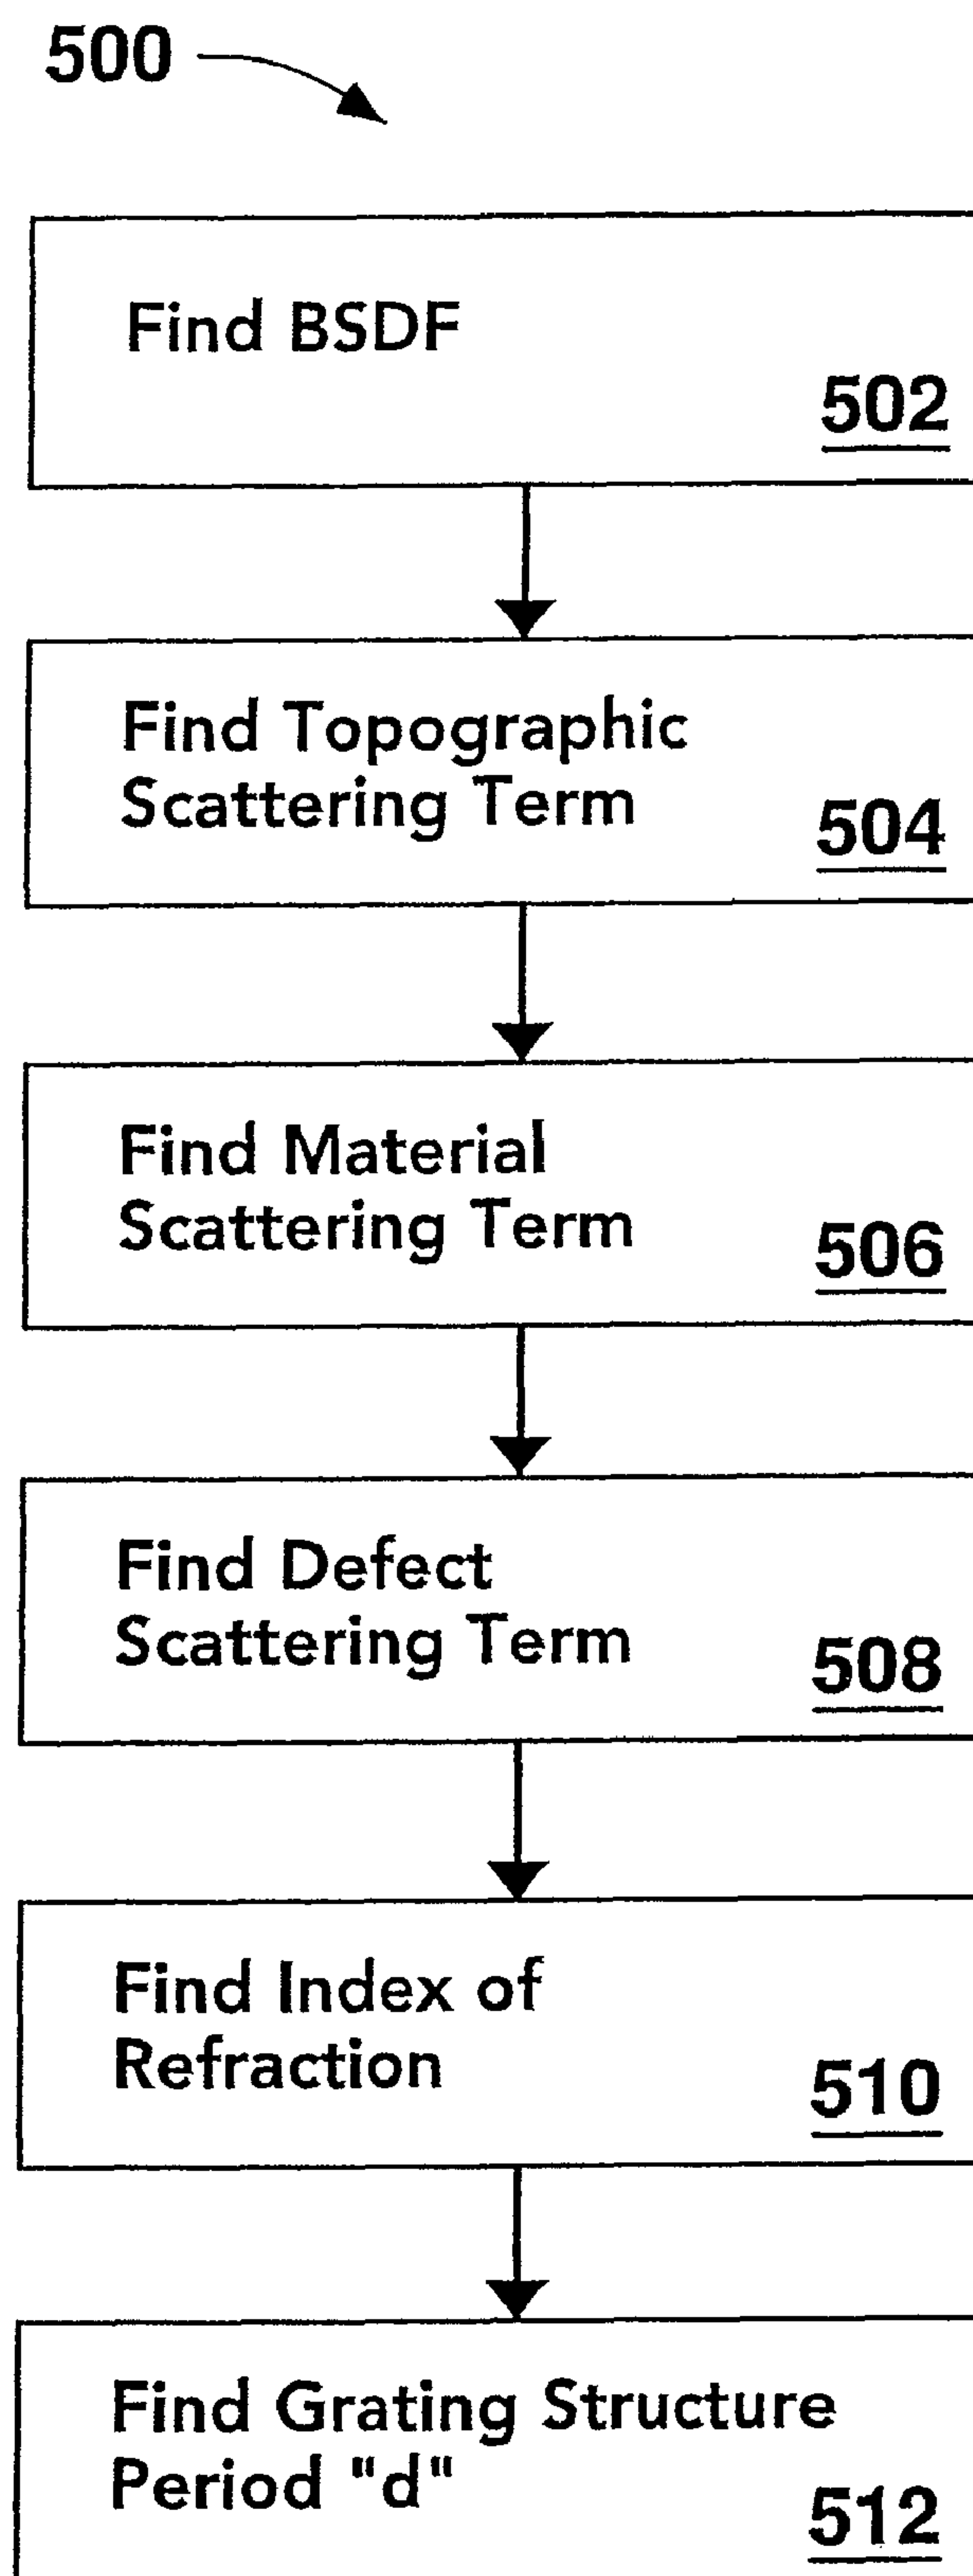 500
Find BSDF
502
Find Topographic
Scattering Term
504
Find Material
Scattering Term
506
Find Defect
Scattering Term
508
Find Index of
Refraction
510
Find Grating Structure
Period "d"
512